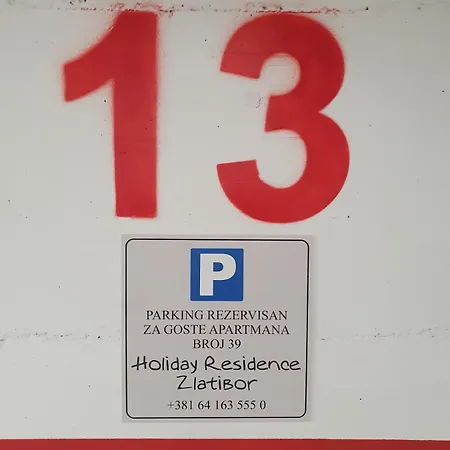 13
P
PARKING REZERVISAN
ZA GOSTE APARTMANA
BROJ 39
Holiday Residence
Zlatibor
+381 64 163 555 0